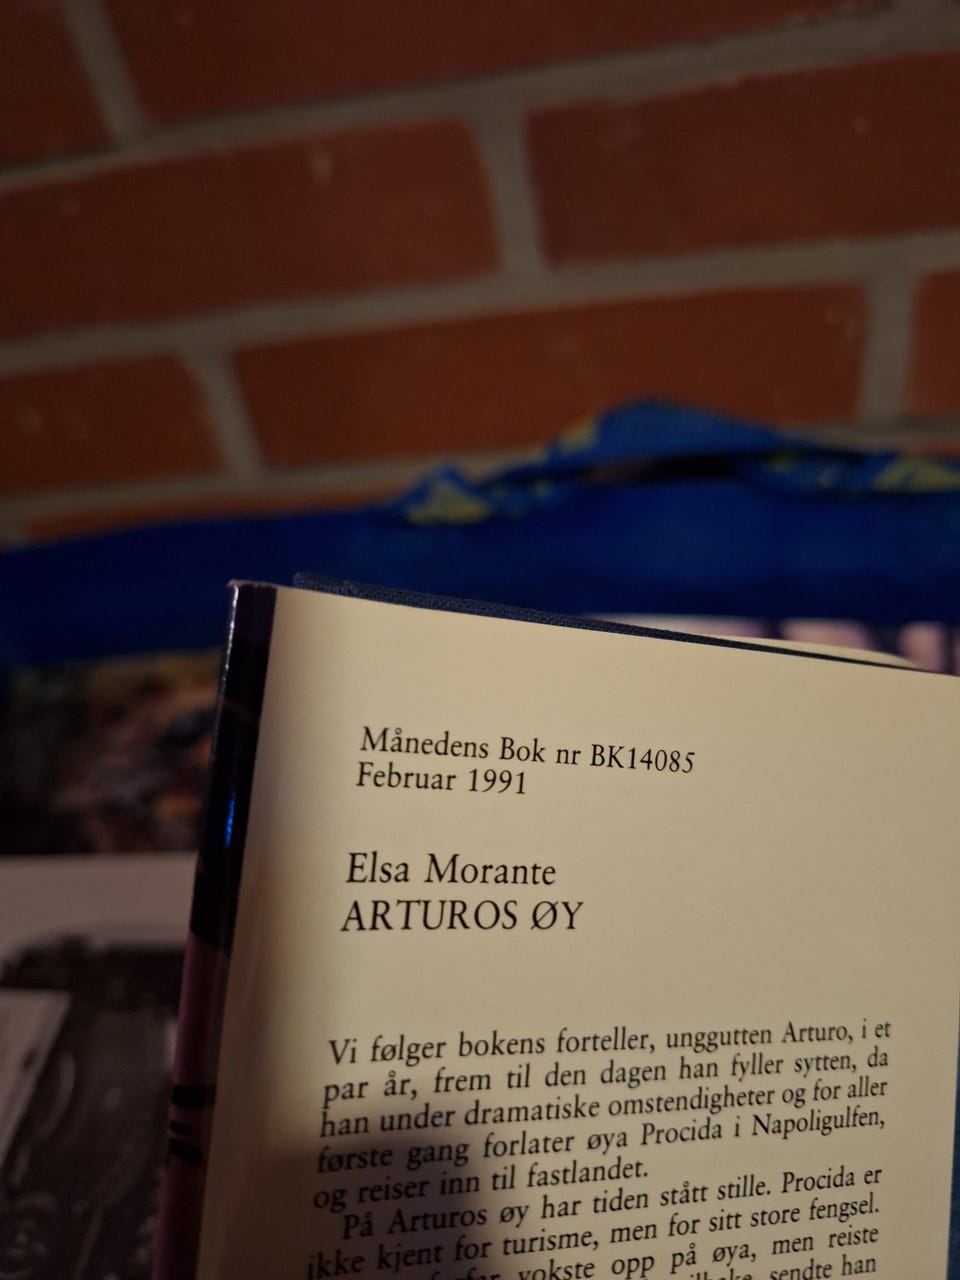 Månedens Bok nr BK14085
Februar 1991
Elsa Morante
ARTUROS ØY
Vi følger bokens forteller, unggutten Arturo, i et
par år, frem til den dagen han fyller sytten, da
han under dramatiske omstendigheter og for aller
første gang forlater øya Procida i Napoligulfen,
og reiser inn til fastlandet.
På Arturos øy har tiden stått stille. Procida er
ikke kjent for turisme, men for sitt store fengsel.
vokste opp på øya, men reiste
sendte han